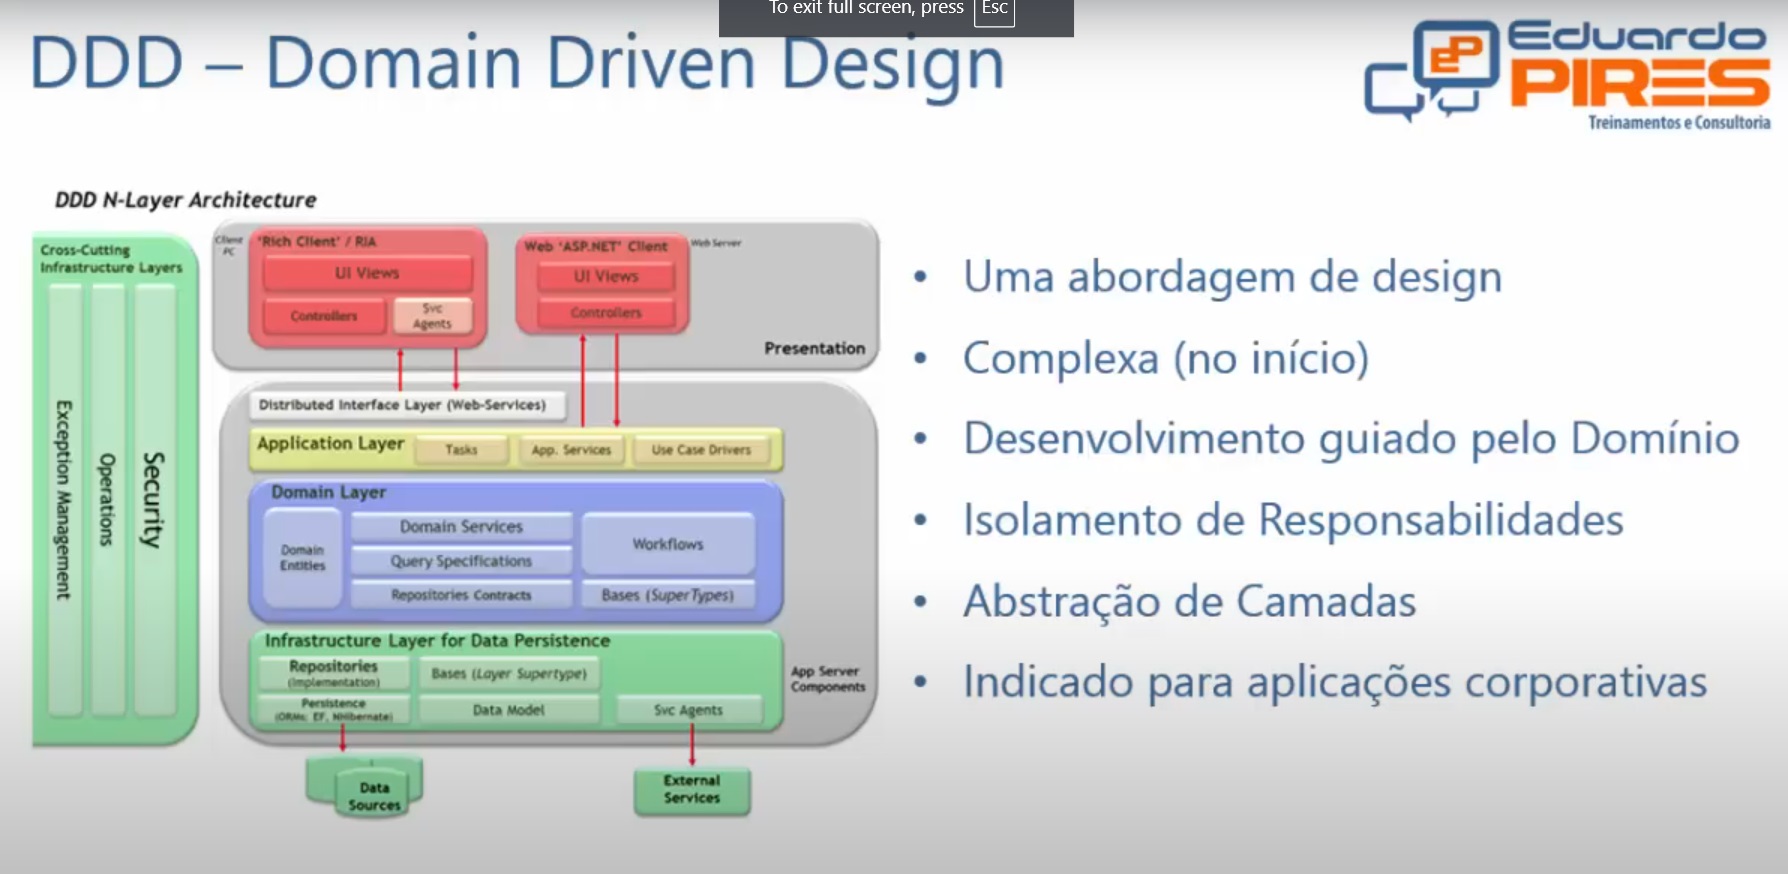 To exit full screen, press Esc
DDD – Domain Driven Design
eP
Eduardo
PIRES
Treinamentos e Consultoria
DDD N-Layer Architecture
Cross-Cutting
Infrastructure Layers
Exception Management
Operations
Security
Client
PC
'Rich Client' / RIA
UI Views
Controllers
Svc
Agents
Web 'ASP.NET' Client
UI Views
Controllers
Web Server
Presentation
Distributed Interface Layer (Web-Services)
Application Layer
Tasks
App. Services
Use Case Drivers
Domain Layer
Domain
Entities
Domain Services
Query Specifications
Repositories Contracts
Workflows
Bases (SuperTypes)
Infrastructure Layer for Data Persistence
Repositories
(Implementation)
Bases (Layer Supertype)
Persistence
(ORMs: EF, NHibernate)
Data Model
Svc Agents
App Server
Components
Data
Sources
External
Services
• Uma abordagem de design
• Complexa (no início)
• Desenvolvimento guiado pelo Domínio
• Isolamento de Responsabilidades
• Abstração de Camadas
• Indicado para aplicações corporativas